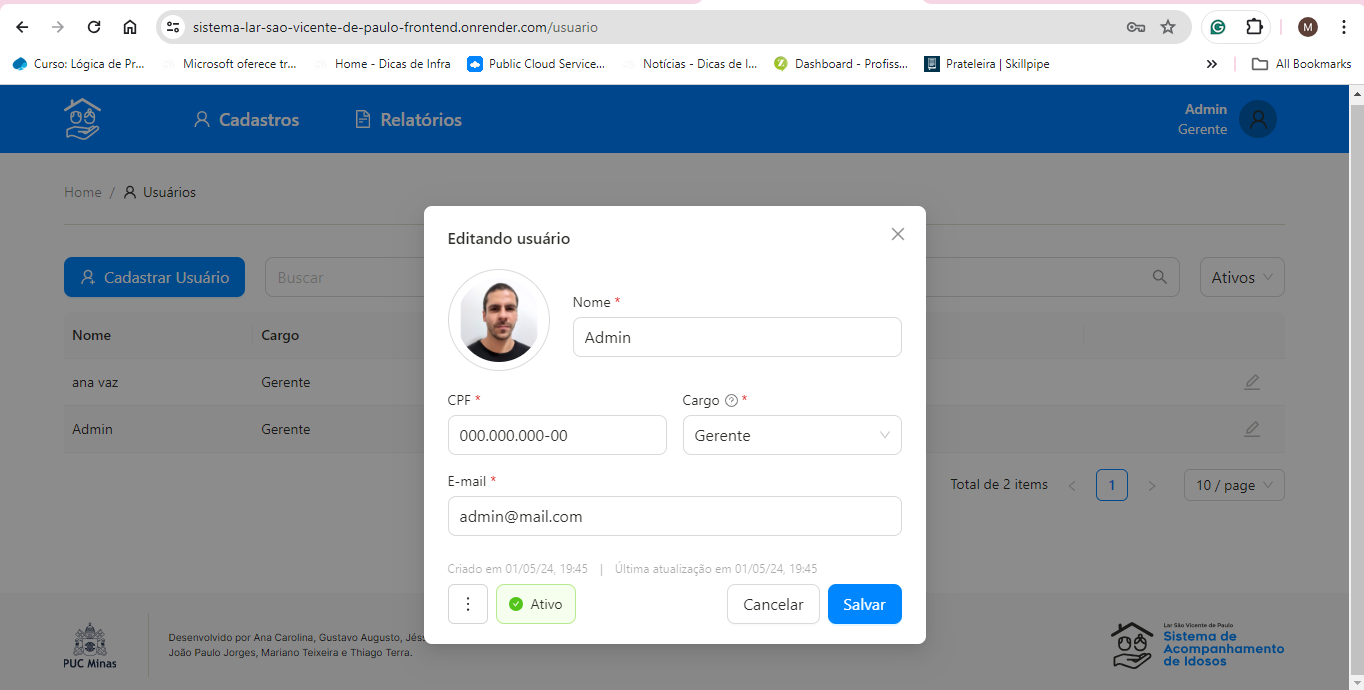 sistema-lar-sao-vicente-de-paulo-frontend.onrender.com/usuario
M
Curso: Lógica de Pr...
Microsoft oferece tr...
Home - Dicas de Infra
Public Cloud Service...
Notícias - Dicas de I...
Dashboard - Profiss...
Prateleira | Skillpipe
»
All Bookmarks
Cadastros
Relatórios
Admin
Gerente
Home / Usuários
Cadastrar Usuário
Buscar
Ativos
Nome
Cargo
ana vaz
Gerente
Admin
Gerente
Total de 2 items
<
1
>
10 / page
Editando usuário
Nome *
Admin
CPF *
000.000.000-00
Cargo ? *
Gerente
E-mail *
admin@mail.com
Criado em 01/05/24, 19:45 | Última atualização em 01/05/24, 19:45
Ativo
Cancelar
Salvar
PUC Minas
Desenvolvido por Ana Carolina, Gustavo Augusto, Jés
João Paulo Jorges, Mariano Teixeira e Thiago Terra.
Lar São Vicente de Paulo
Sistema de
Acompanhamento
de Idosos